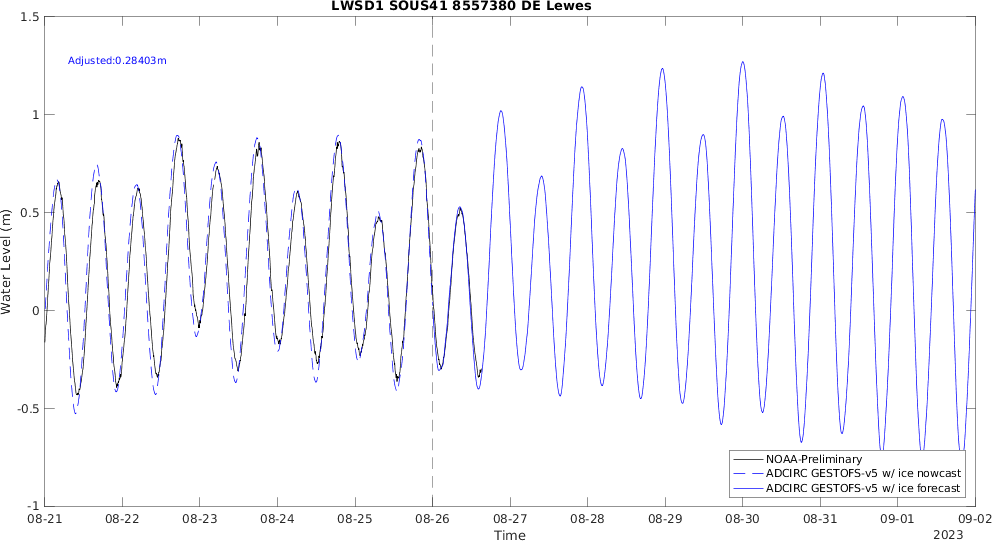 LWSD1 SOUS41 8557380 DE Lewes
1.5
Adjusted:0.28403m
1
0.5
0
-0.5
-1
Water Level (m)
NOAA-Preliminary
ADCIRC GESTOFS-v5 w/ ice nowcast
ADCIRC GESTOFS-v5 w/ ice forecast
08-21 08-22 08-23 08-24 08-25 08-26 08-27 08-28 08-29 08-30 08-31 09-01 09-02
Time
2023